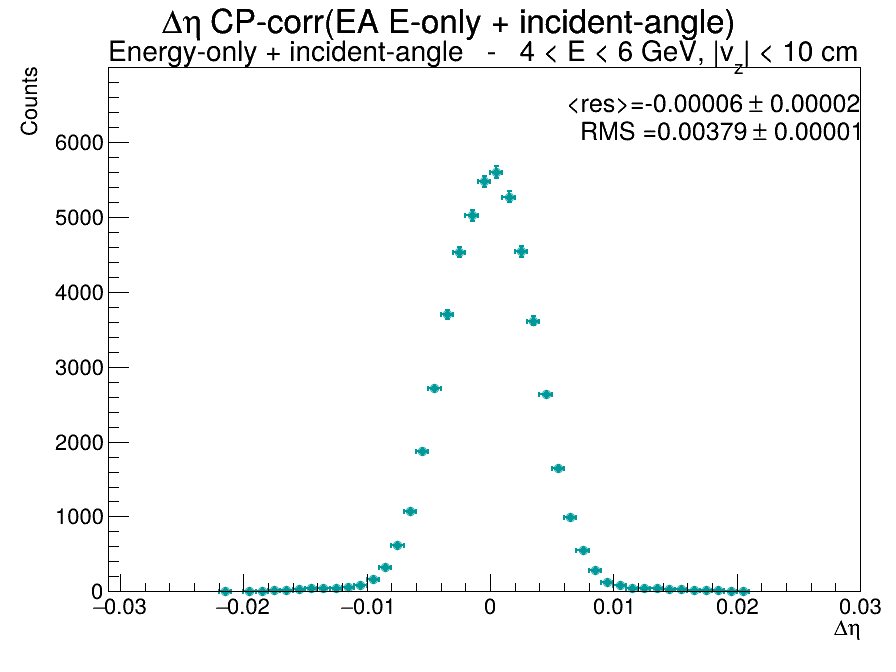 Δη CP-corr(EA E-only + incident-angle)
Energy-only + incident-angle - 4 < E < 6 GeV, |v_z| < 10 cm
Counts
<res>=-0.00006 ± 0.00002
RMS =0.00379 ± 0.00001
6000
5000
4000
3000
2000
1000
0
−0.03 −0.02 −0.01 0 0.01 0.02 0.03
Δη